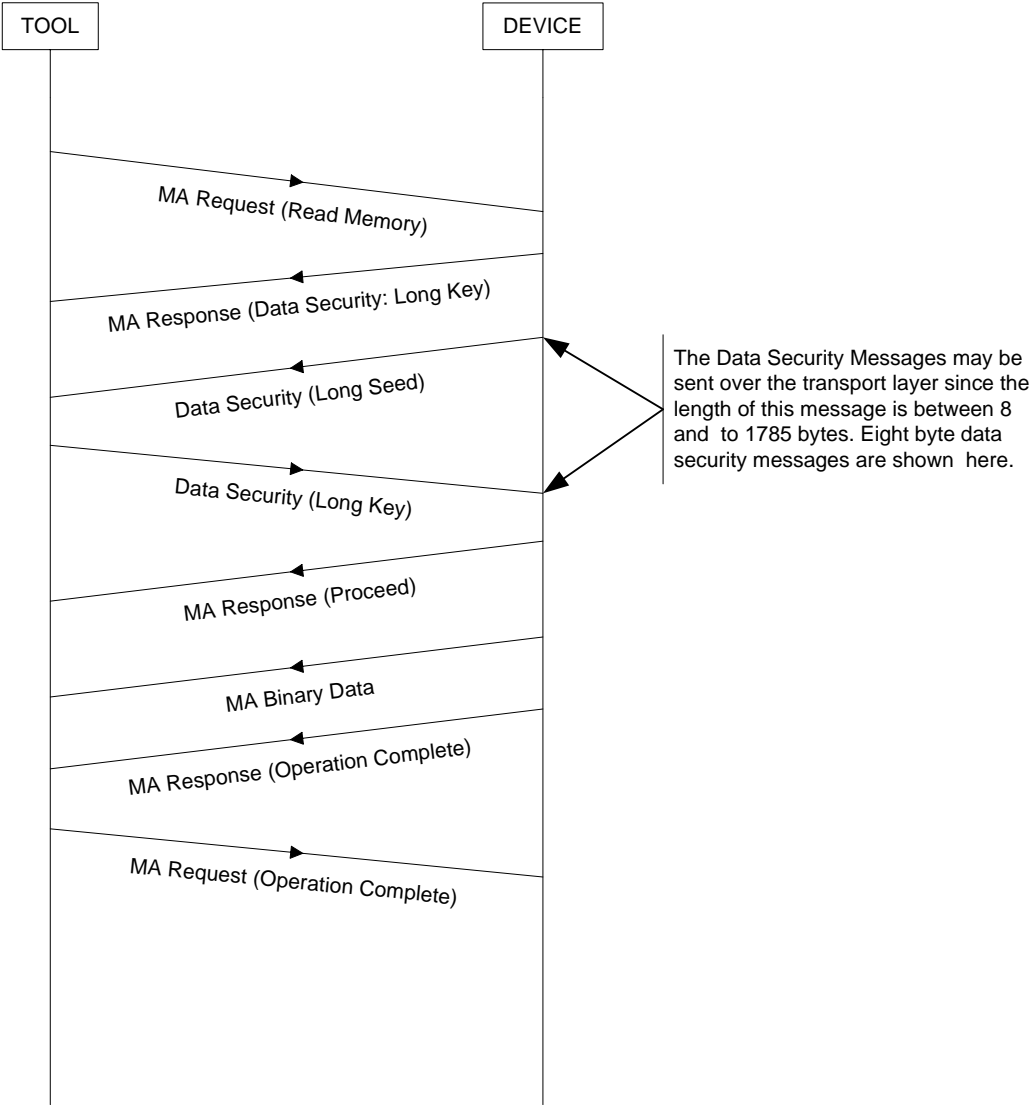 TOOL
DEVICE
MA Request (Read Memory)
MA Response (Data Security: Long Key)
Data Security (Long Seed)
The Data Security Messages may be
sent over the transport layer since the
length of this message is between 8
and  to 1785 bytes. Eight byte data
security messages are shown  here.
Data Security (Long Key)
MA Response (Proceed)
MA Binary Data
MA Response (Operation Complete)
MA Request (Operation Complete)